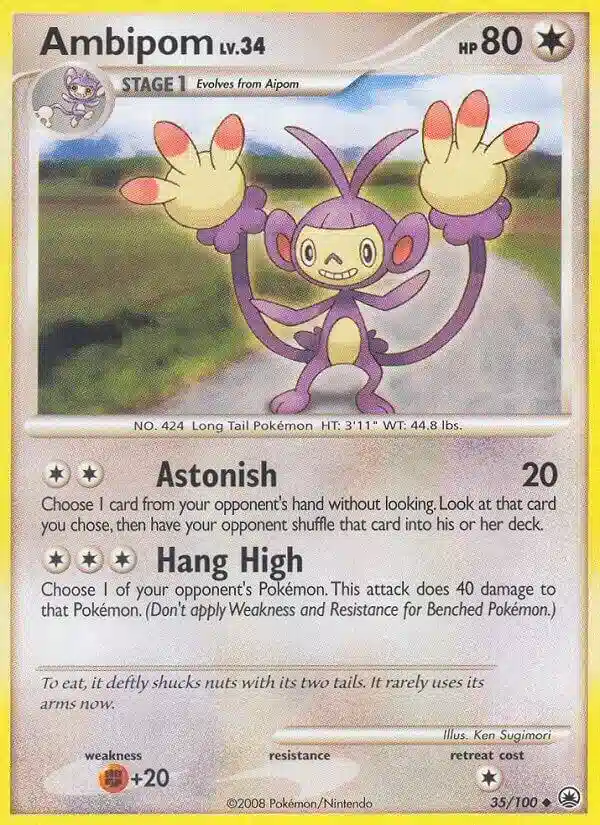 Ambipom LV.34 HP 80
STAGE 1 Evolves from Aipom
NO. 424 Long Tail Pokémon HT: 3'11" WT: 44.8 lbs.
Astonish 20
Choose 1 card from your opponent's hand without looking. Look at that card
you chose, then have your opponent shuffle that card into his or her deck.
Hang High
Choose 1 of your opponent's Pokémon. This attack does 40 damage to
that Pokémon. (Don't apply Weakness and Resistance for Benched Pokémon.)
To eat, it deftly shucks nuts with its two tails. It rarely uses its
arms now.
Illus. Ken Sugimori
weakness resistance retreat cost
+20
©2008 Pokémon/Nintendo 35/100